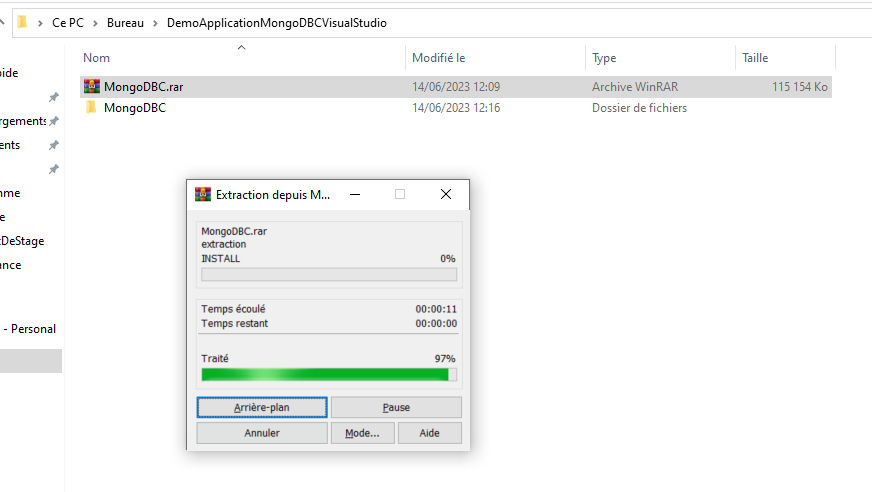 Ce PC > Bureau > DemoApplicationMongoDBCVisualStudio
Nom Modifié le Type Taille
MongoDBC.rar 14/06/2023 12:09 Archive WinRAR 115 154 Ko
MongoDBC 14/06/2023 12:16 Dossier de fichiers
ide
rgements
ents
me
e
DeStage
nce
- Personal
Extraction depuis M...
MongoDBC.rar
extraction
INSTALL 0%
Temps écoulé 00:00:11
Temps restant 00:00:00
Traité 97%
Arrière-plan Pause
Annuler Mode... Aide